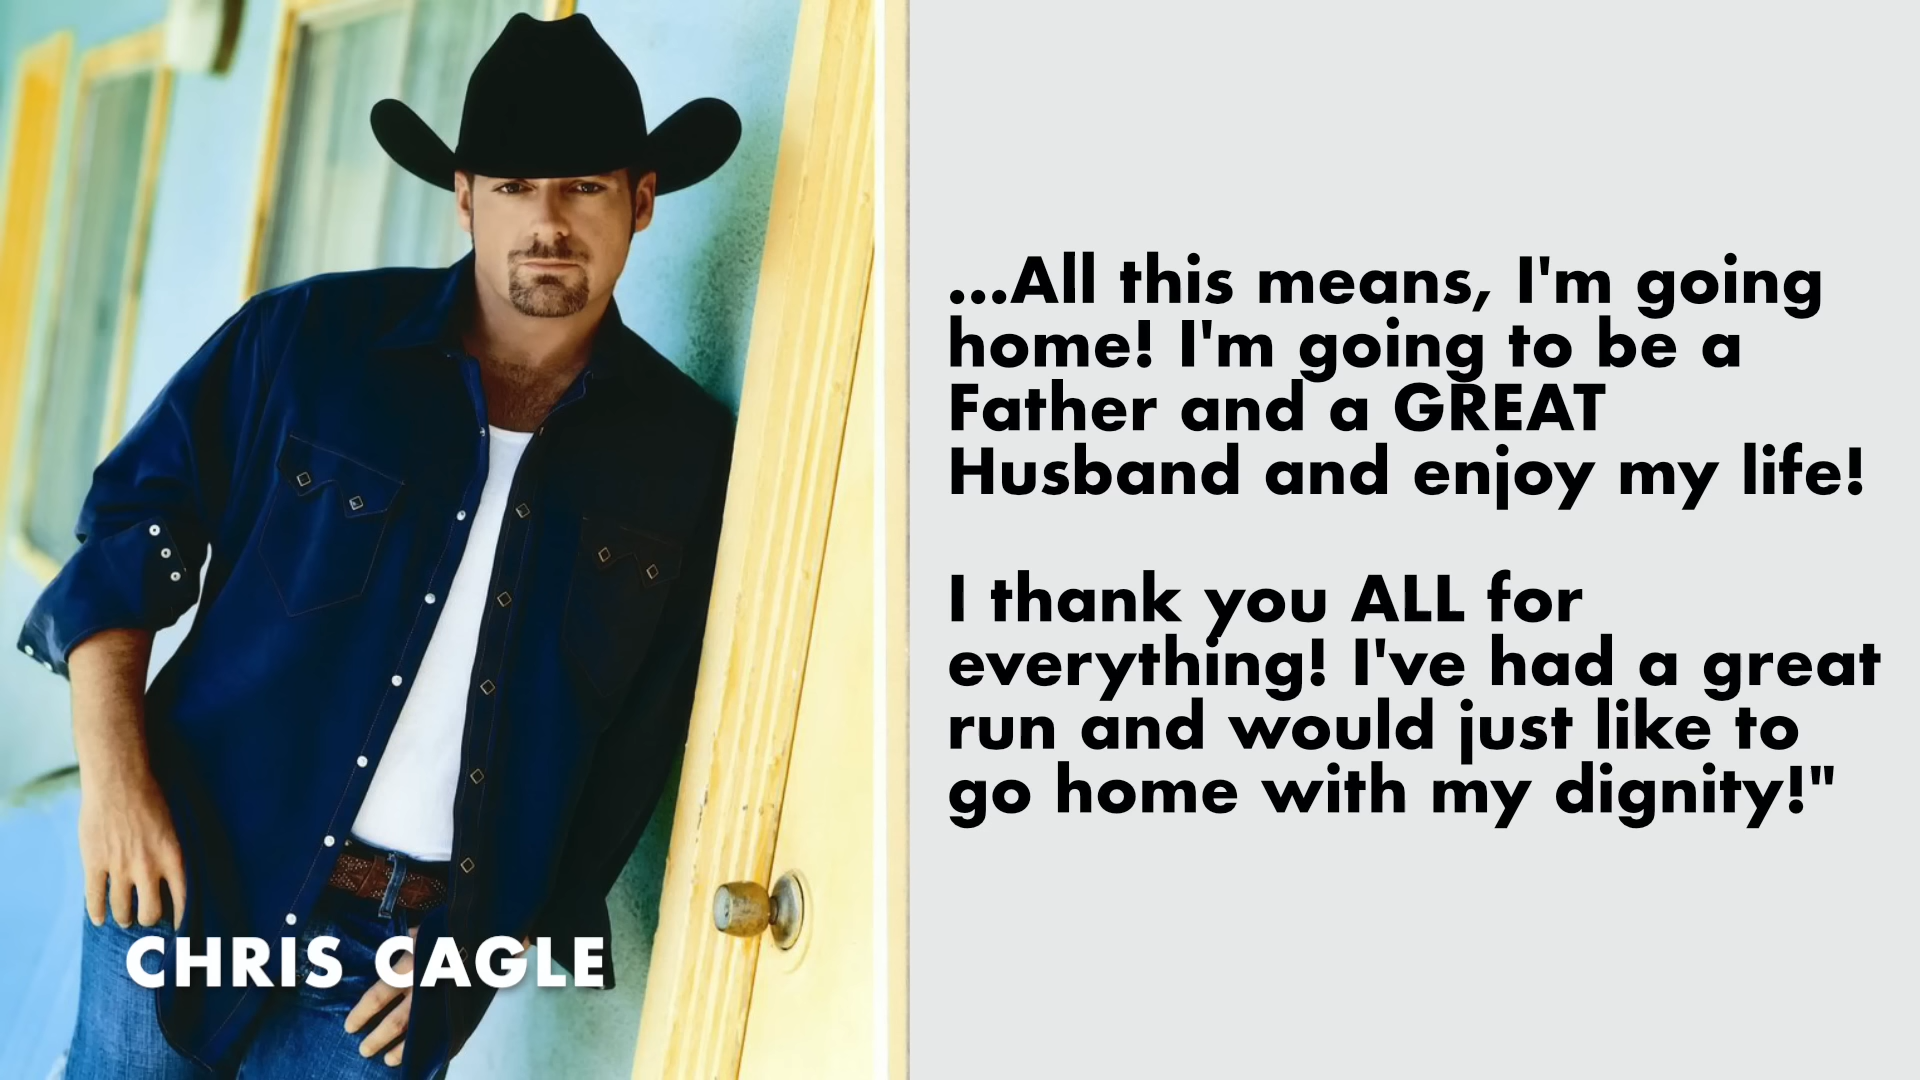 ...All this means, I'm going
home! I'm going to be a
Father and a GREAT
Husband and enjoy my life!
I thank you ALL for
everything! I've had a great
run and would just like to
go home with my dignity!"
CHRIS CAGLE